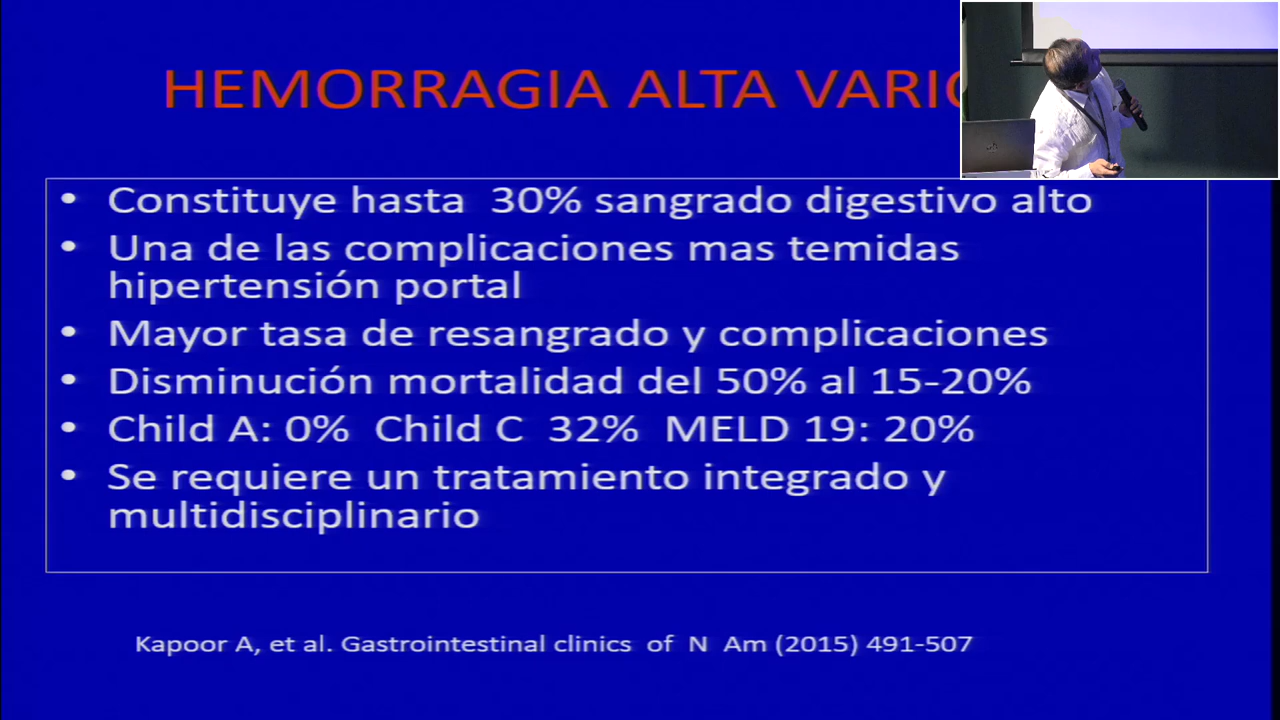 HEMORRAGIA ALTA
• Constituye hasta 30% sangrado digestivo alto
• Una de las complicaciones mas temidas
hipertensión portal
• Mayor tasa de resangrado y complicaciones
• Disminución mortalidad del 50% al 15-20%
• Child A: 0% Child C 32% MELD 19: 20%
• Se requiere un tratamiento integrado y
multidisciplinario
Kapoor A, et al. Gastrointestinal clinics of N Am (2015) 491-507